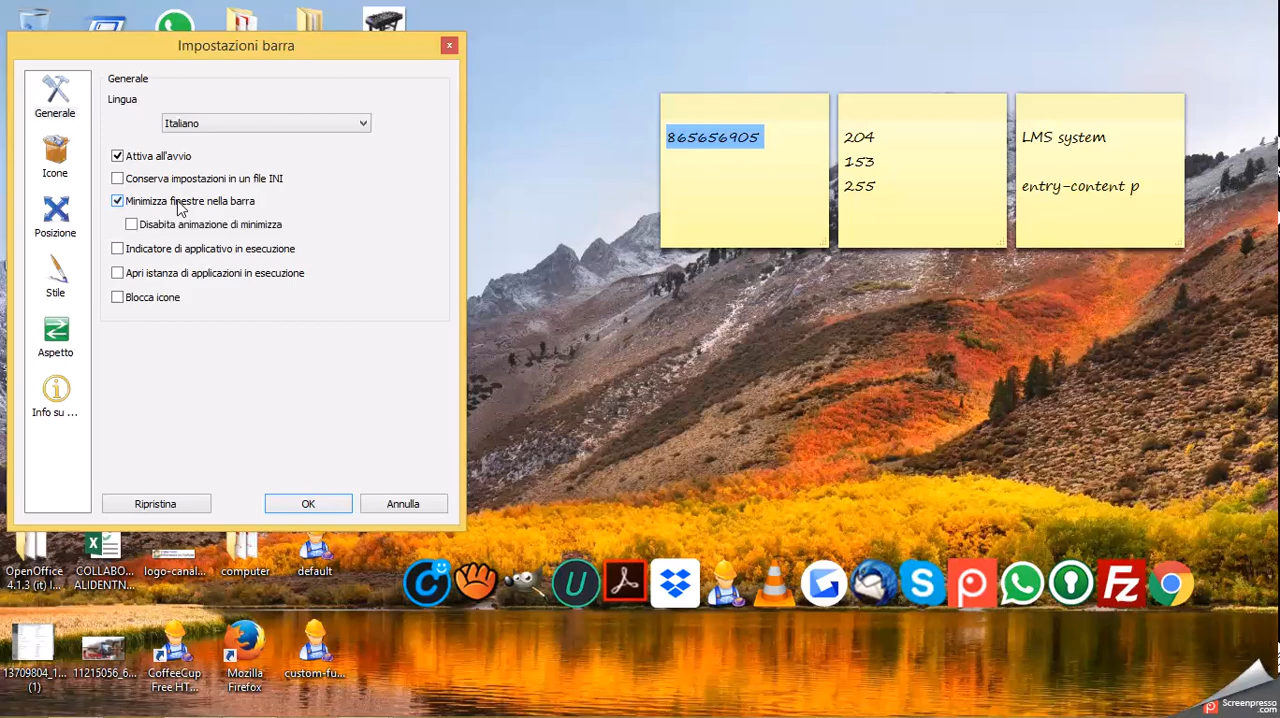 Impostazioni barra
x
Generale
Icone
Posizione
Stile
Aspetto
Info su ...
Generale
Lingua
Italiano
Attiva all'avvio
Conserva impostazioni in un file INI
Minimizza finestre nella barra
Disabita animazione di minimizza
Indicatore di applicativo in esecuzione
Apri istanza di applicazioni in esecuzione
Blocca icone
Ripristina
OK
Annulla
865656905
204
153
255
LMS system
entry-content p
OpenOffice
4.1.3 (it) I...
COLLABO...
ALIDENTN...
logo-canal...
computer
default
13709804_1...
(1)
11215056_6...
CoffeeCup
Free HT...
Mozilla
Firefox
custom-fu...
Screenpresso
.com